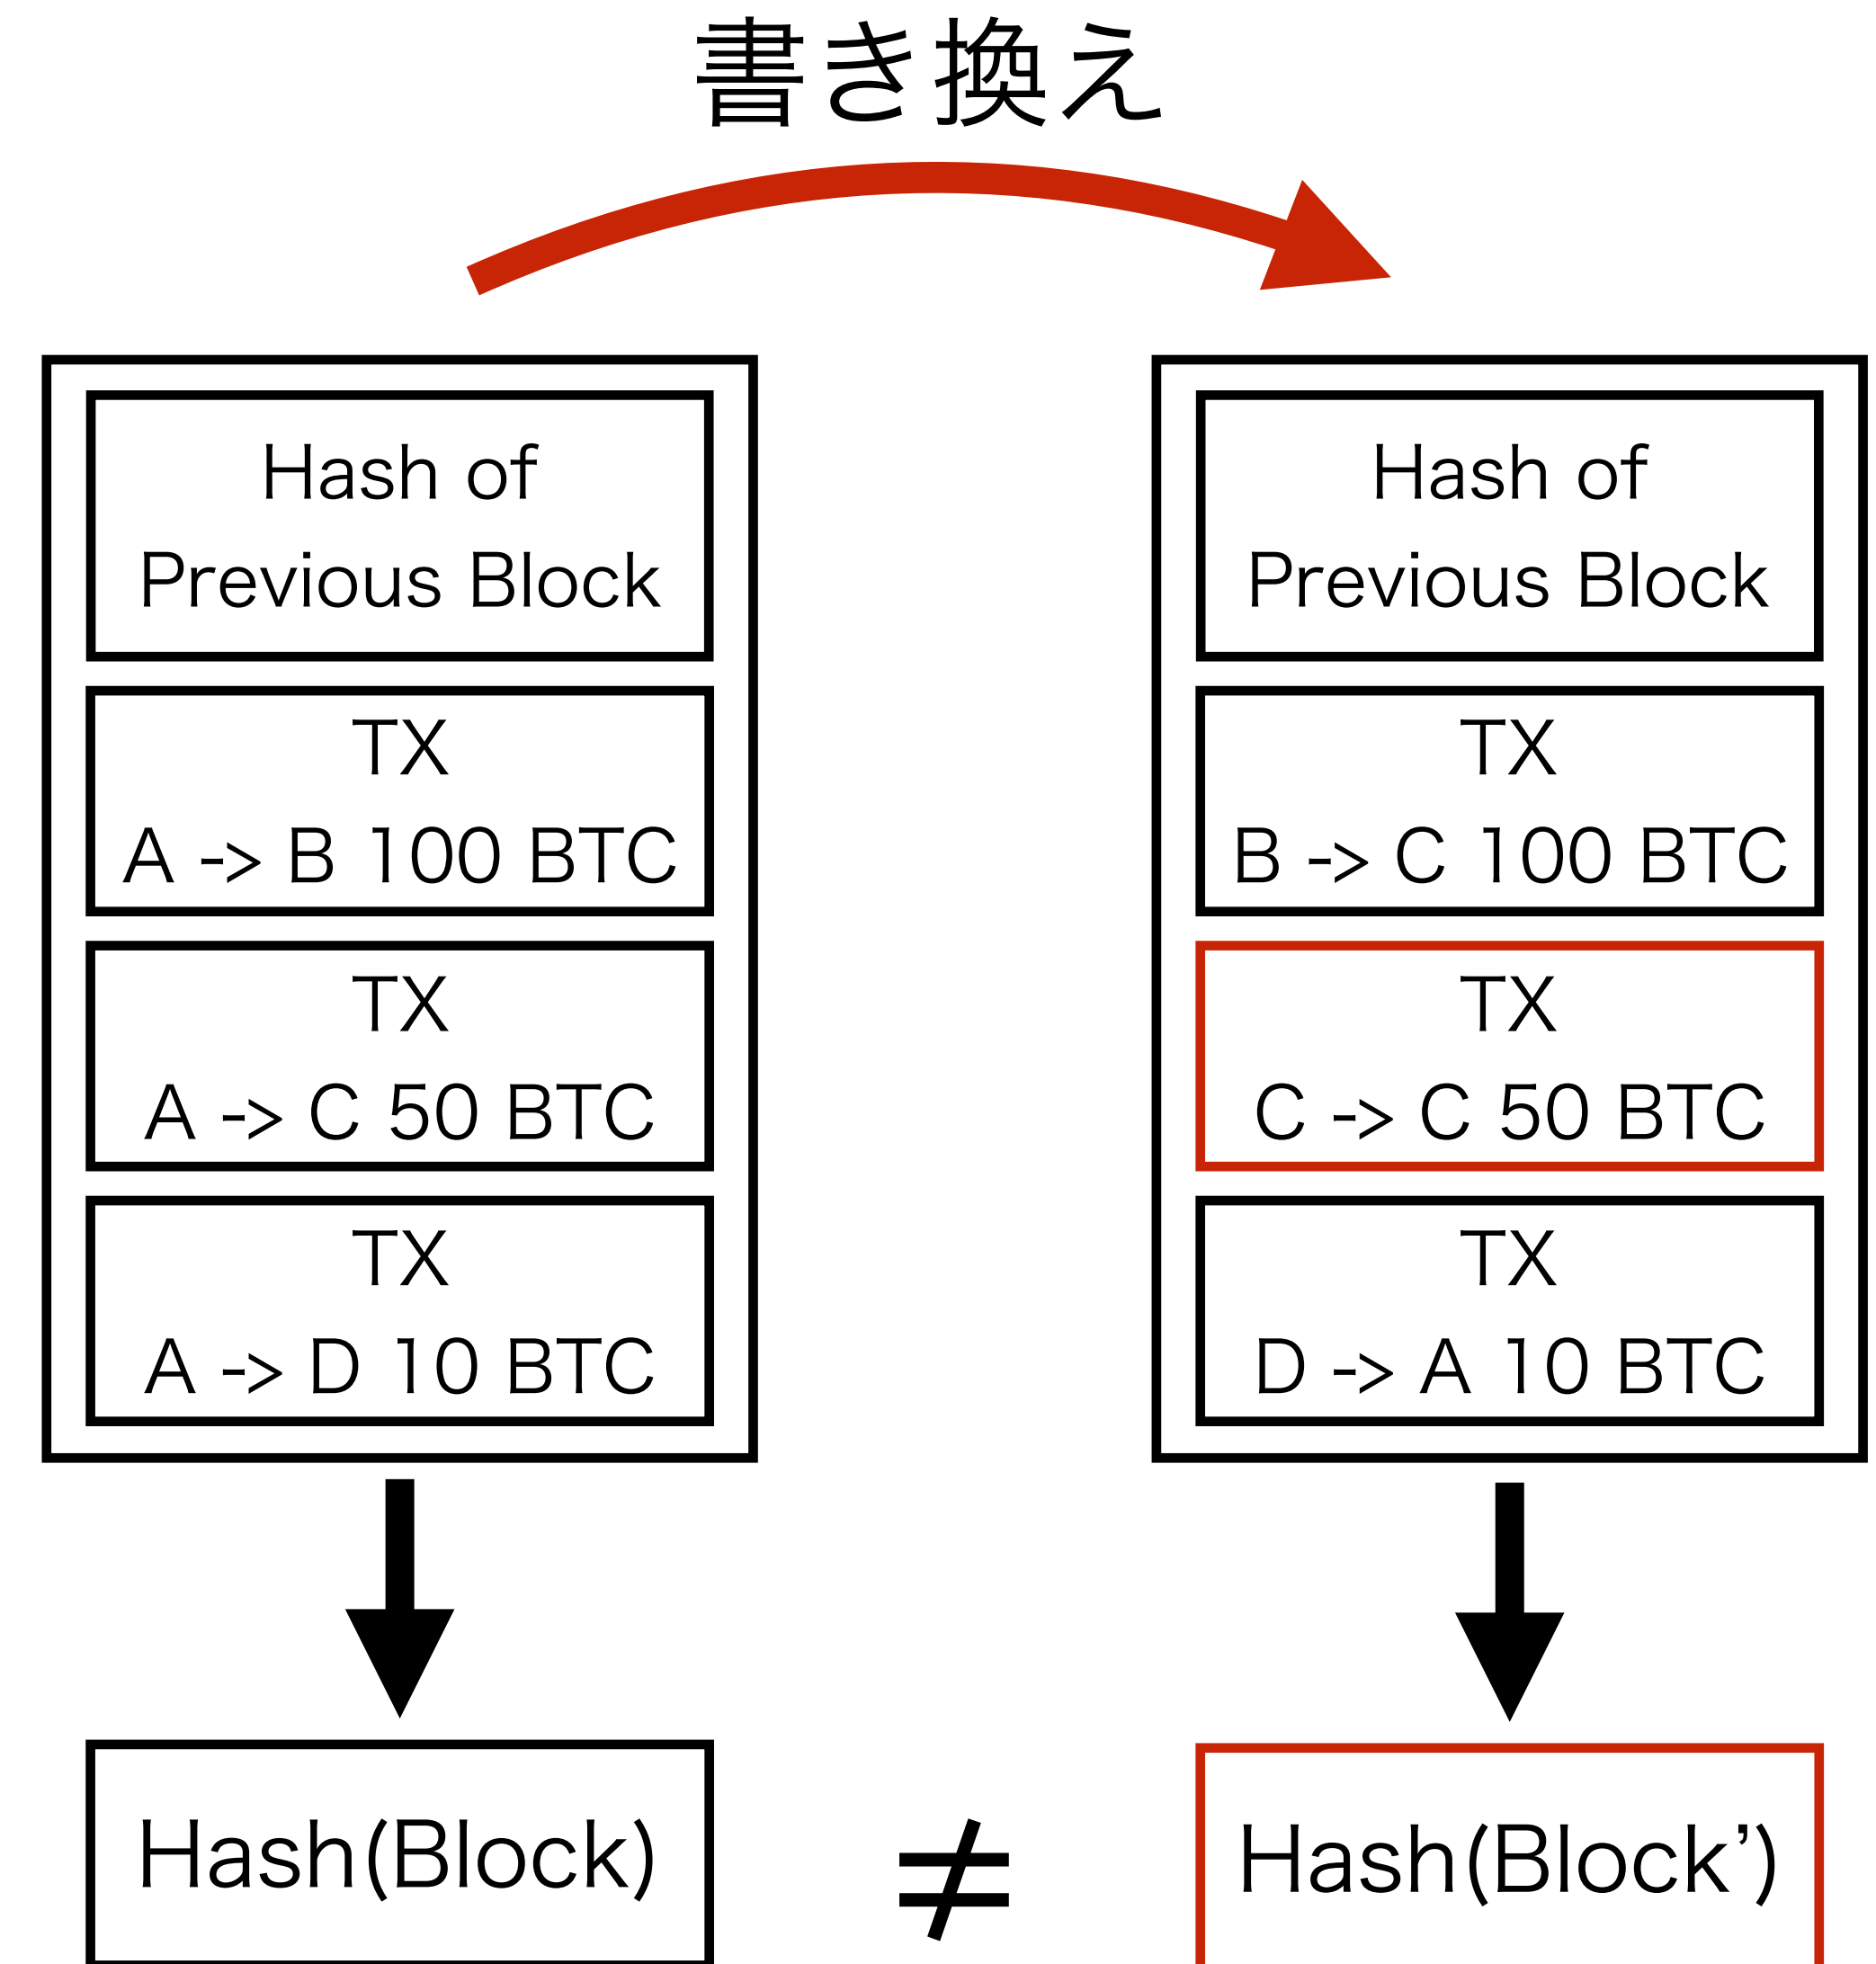 書き換え
Hash of
Previous Block
TX
A -> B 100 BTC
TX
A -> C 50 BTC
TX
A -> D 10 BTC
Hash(Block)
Hash of
Previous Block
TX
B -> C 100 BTC
TX
C -> C 50 BTC
TX
D -> A 10 BTC
≠
Hash(Block’)